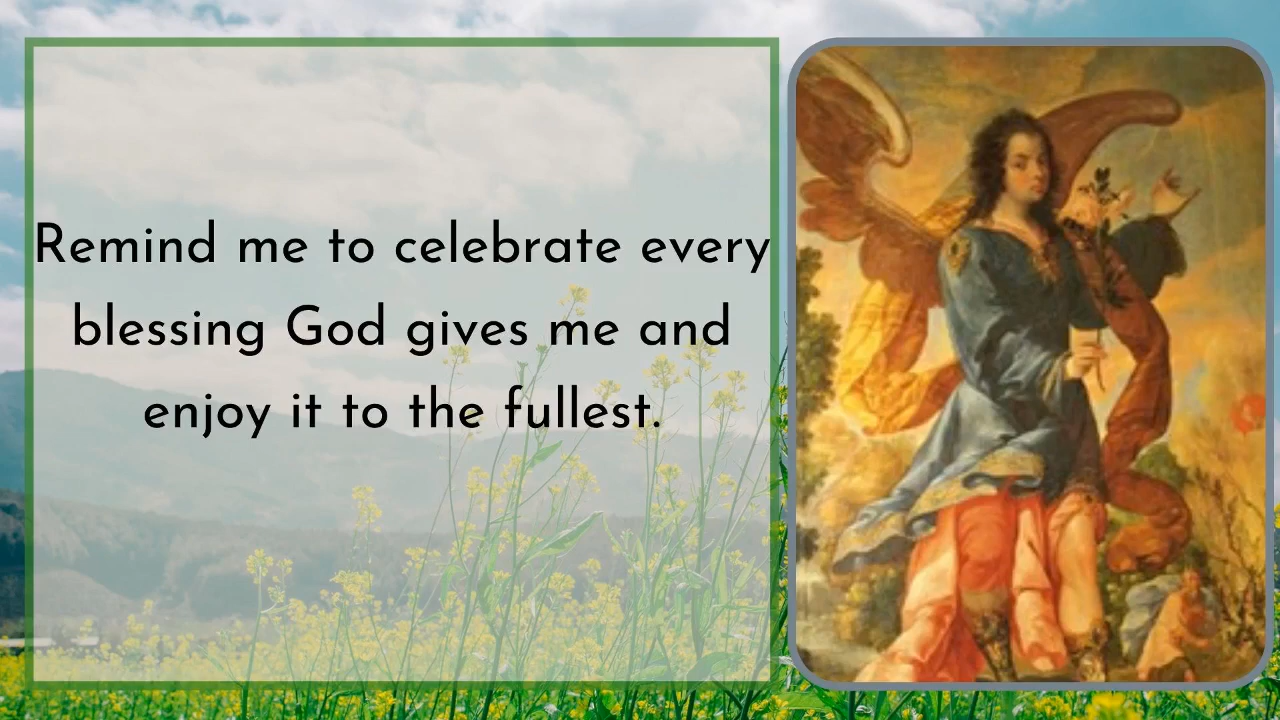 Remind me to celebrate every
blessing God gives me and
enjoy it to the fullest.